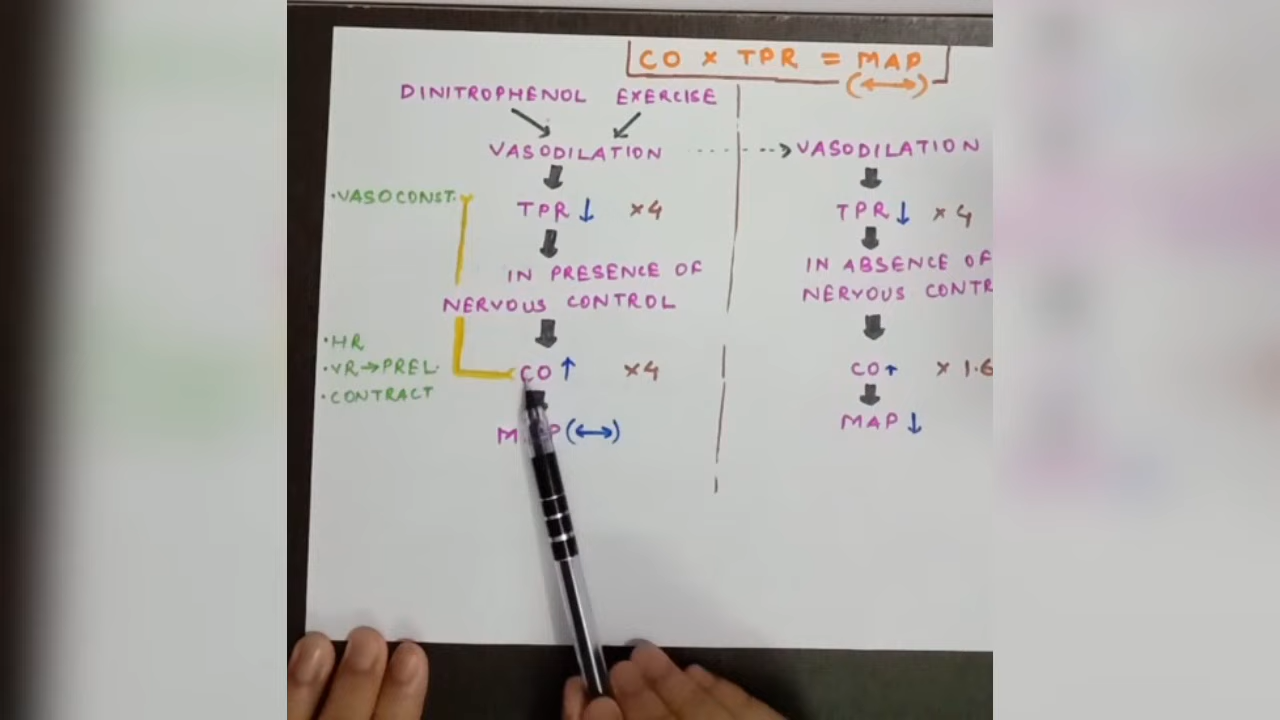 CO × TPR = MAP
(↔)
DINITROPHENOL EXERCISE
VASODILATION
TPR ↓ ×4
IN PRESENCE OF
NERVOUS CONTROL
CO ↑ ×4
MAP (↔)
•VASOCONST.
•HR
•VR→PREL.
•CONTRACT
VASODILATION
TPR ↓ ×4
IN ABSENCE OF
NERVOUS CONTR
CO↑ × 1.6
MAP ↓